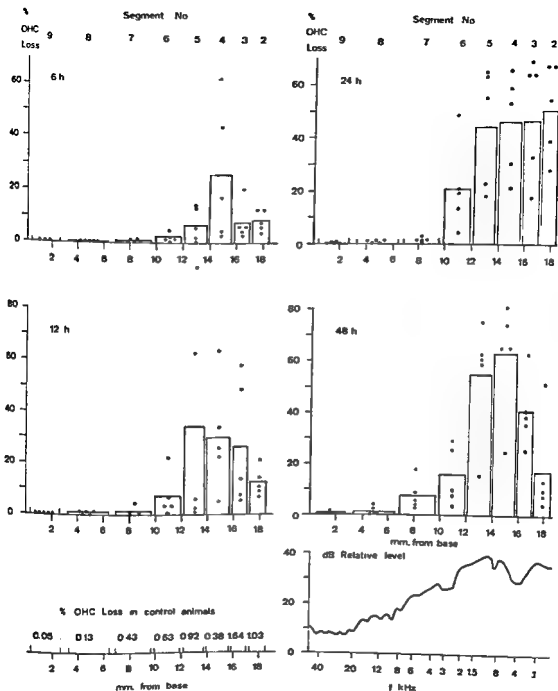 %
Segment No
OHC
Loss
9 8 7 6 5 4 3 2
6 h
60
40
20
0
2 4 6 8 10 12 14 16 18
%
Segment No
OHC
Loss
9 8 7 6 5 4 3 2
24 h
60
40
20
0
2 4 6 8 10 12 14 16 18
80
12 h
60
40
20
0
2 4 6 8 10 12 14 16 18
80
48 h
60
40
20
0
2 4 6 8 10 12 14 16 18
mm. from base
% OHC Loss in control animals
0.05 0.13 0.43 0.63 0.92 0.38 1.64 1.03
2 4 6 8 10 12 14 16 18
mm. from base
40
dB Relative level
20
0
40 20 12 8 6 4 3 2 1.5 .8 .4 .1
f kHz